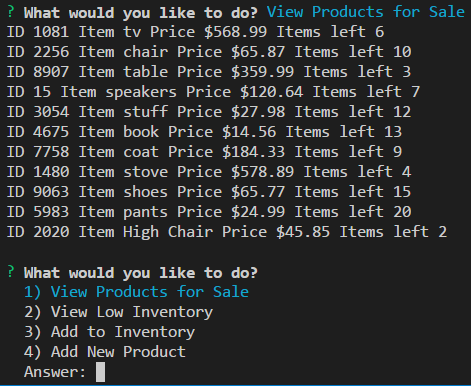 ? What would you like to do? View Products for Sale
ID 1081 Item tv Price $568.99 Items left 6
ID 2256 Item chair Price $65.87 Items left 10
ID 8907 Item table Price $359.99 Items left 3
ID 15 Item speakers Price $120.64 Items left 7
ID 3054 Item stuff Price $27.98 Items left 12
ID 4675 Item book Price $14.56 Items left 13
ID 7758 Item coat Price $184.33 Items left 9
ID 1480 Item stove Price $578.89 Items left 4
ID 9063 Item shoes Price $65.77 Items left 15
ID 5983 Item pants Price $24.99 Items left 20
ID 2020 Item High Chair Price $45.85 Items left 2
? What would you like to do?
1) View Products for Sale
2) View Low Inventory
3) Add to Inventory
4) Add New Product
Answer: